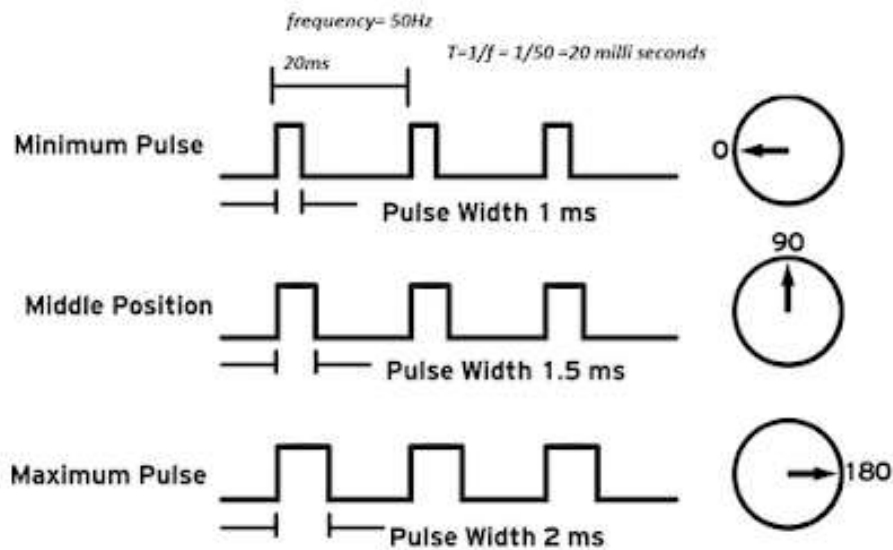 frequency= 50Hz
20ms
T=1/f = 1/50 =20 milli seconds
Minimum Pulse
0
Pulse Width 1 ms
90
Middle Position
Pulse Width 1.5 ms
Maximum Pulse
180
Pulse Width 2 ms